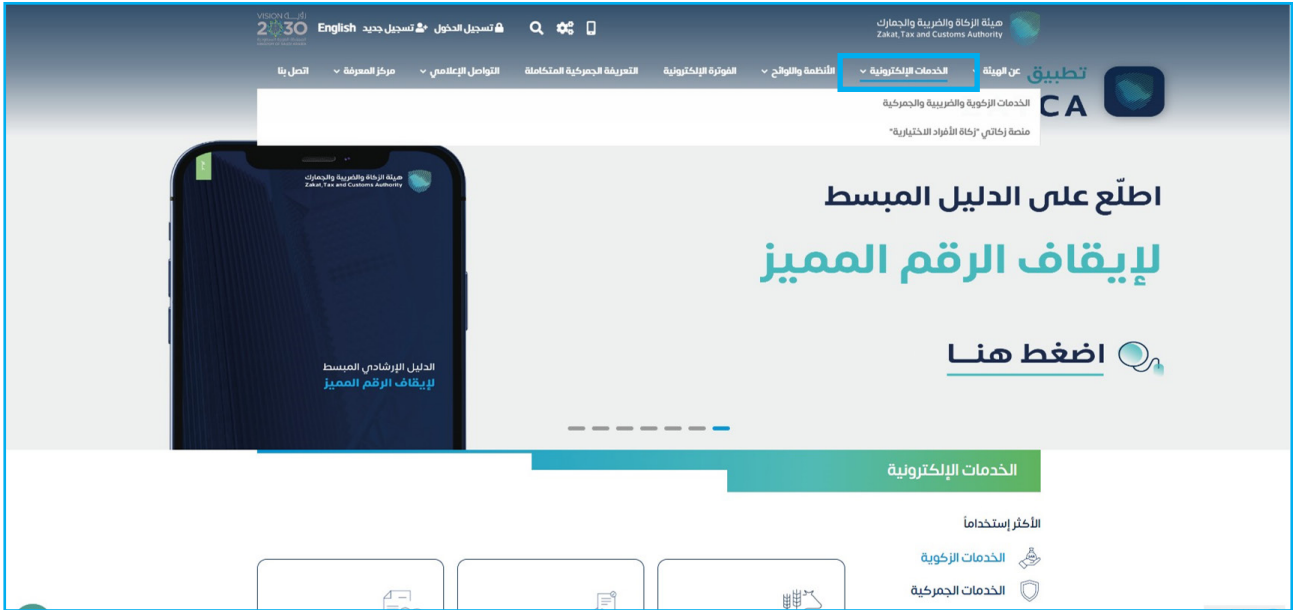 هيئة الزكاة والضريبة والجمارك
Zakat, Tax and Customs Authority
تسجيل الدخول
تسجيل جديد
English
VISION رؤية
2030
عن الهيئة
الخدمات الإلكترونية
الأنظمة واللوائح
الفوترة الإلكترونية
التعريفة الجمركية المتكاملة
التواصل الإعلامي
مركز المعرفة
اتصل بنا
تطبيق
CA
الخدمات الزكوية والضريبية والجمركية
منصة زكاتي "زكاة الأفراد الاختيارية"
اطلّع على الدليل المبسط
لإيقاف الرقم المميز
اضغط هنــا
هيئة الزكاة والضريبة والجمارك
Zakat, Tax and Customs Authority
الدليل الإرشادي المبسط
لإيقاف الرقم المميز
الخدمات الإلكترونية
الأكثر إستخداماً
الخدمات الزكوية
الخدمات الجمركية